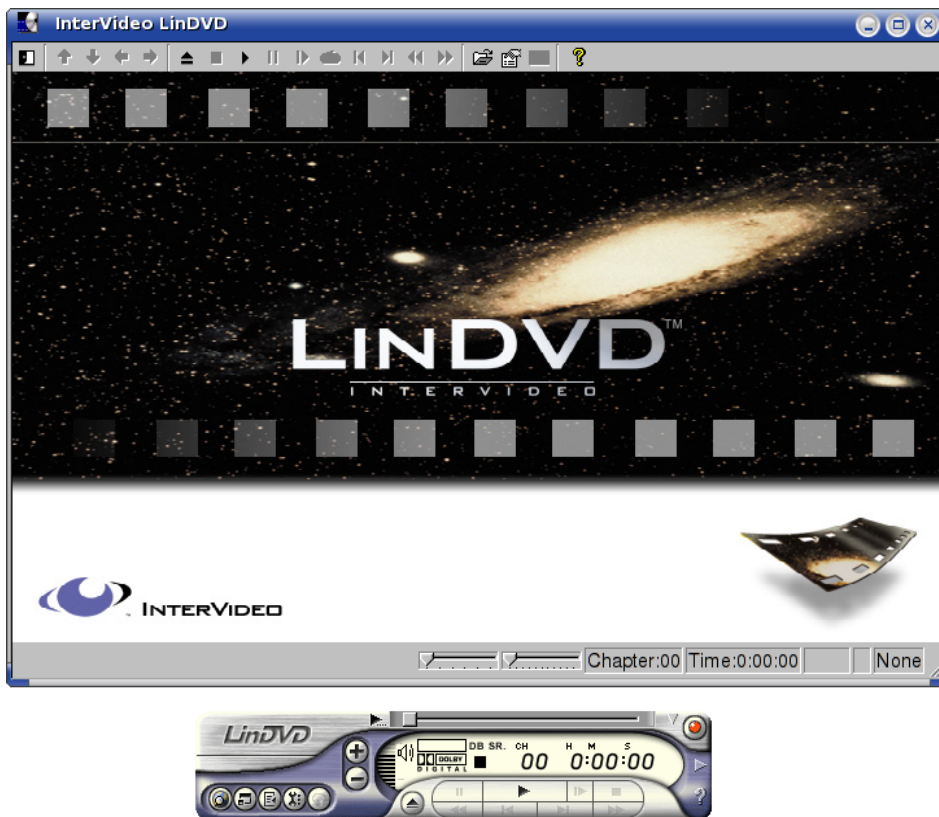 InterVideo LinDVD
?
LINDVD™
INTERVIDEO
INTERVIDEO™
Chapter:00 Time:0:00:00 None
LinDVD
DB SR. CH H M S
DOLBY 00 0:00:00
DIGITAL
?